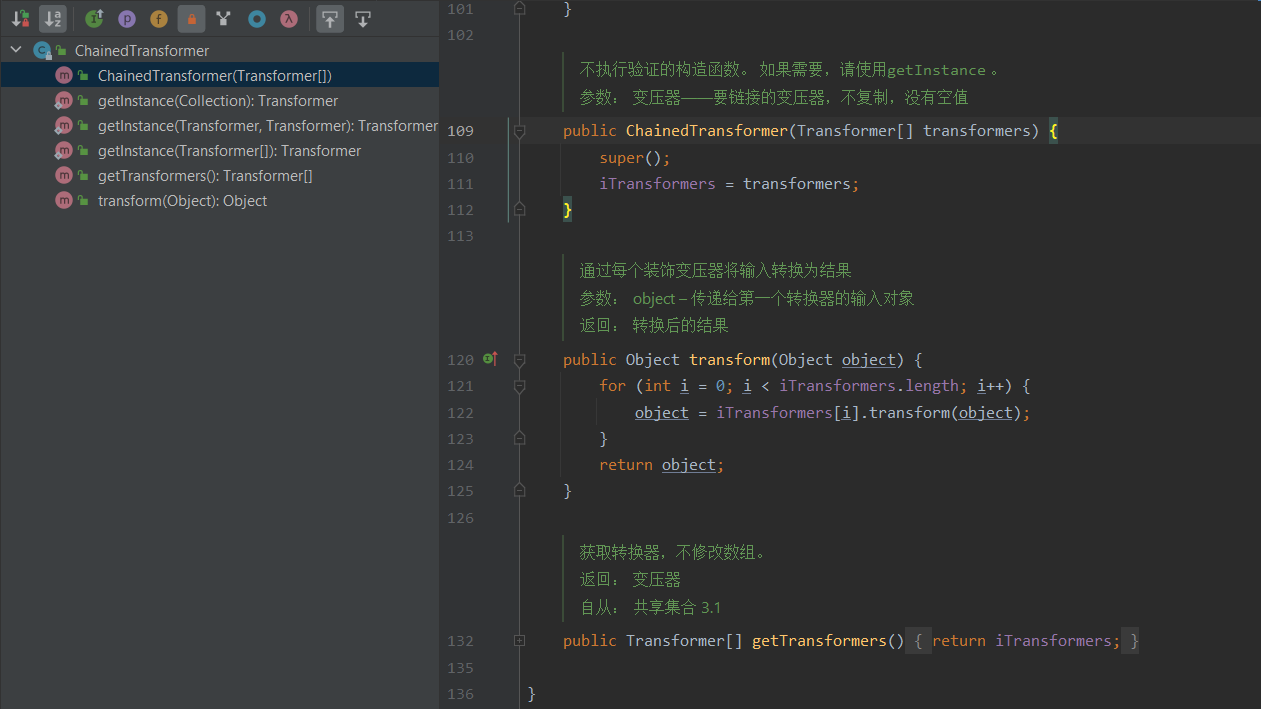 ChainedTransformer
ChainedTransformer(Transformer[])
getInstance(Collection): Transformer
getInstance(Transformer, Transformer): Transformer
getInstance(Transformer[]): Transformer
getTransformers(): Transformer[]
transform(Object): Object
101 }
102
不执行验证的构造函数。 如果需要，请使用getInstance 。
参数： 变压器——要链接的变压器，不复制，没有空值
109 public ChainedTransformer(Transformer[] transformers) {
110 super();
111 iTransformers = transformers;
112 }
113
通过每个装饰变压器将输入转换为结果
参数： object – 传递给第一个转换器的输入对象
返回： 转换后的结果
120 public Object transform(Object object) {
121 for (int i = 0; i < iTransformers.length; i++) {
122 object = iTransformers[i].transform(object);
123 }
124 return object;
125 }
126
获取转换器，不修改数组。
返回： 变压器
自从： 共享集合 3.1
132 public Transformer[] getTransformers() { return iTransformers; }
135
136 }